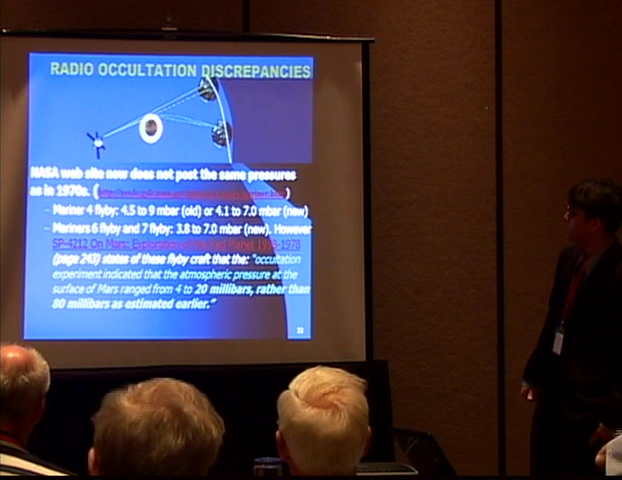 RADIO OCCULTATION DISCREPANCIES
NASA web site now does not post the same pressures
as in 1970s. ( )
– Mariner 4 flyby: 4.5 to 9 mbar (old) or 4.1 to 7.0 mbar (new)
– Mariners 6 flyby and 7 flyby: 3.8 to 7.0 mbar (new). However
SP-4212 On Mars: Exploration of the Red Planet 1958-1978
(page 243) states of these flyby craft that the: "occultation
experiment indicated that the atmospheric pressure at the
surface of Mars ranged from 4 to 20 millibars, rather than
80 millibars as estimated earlier."